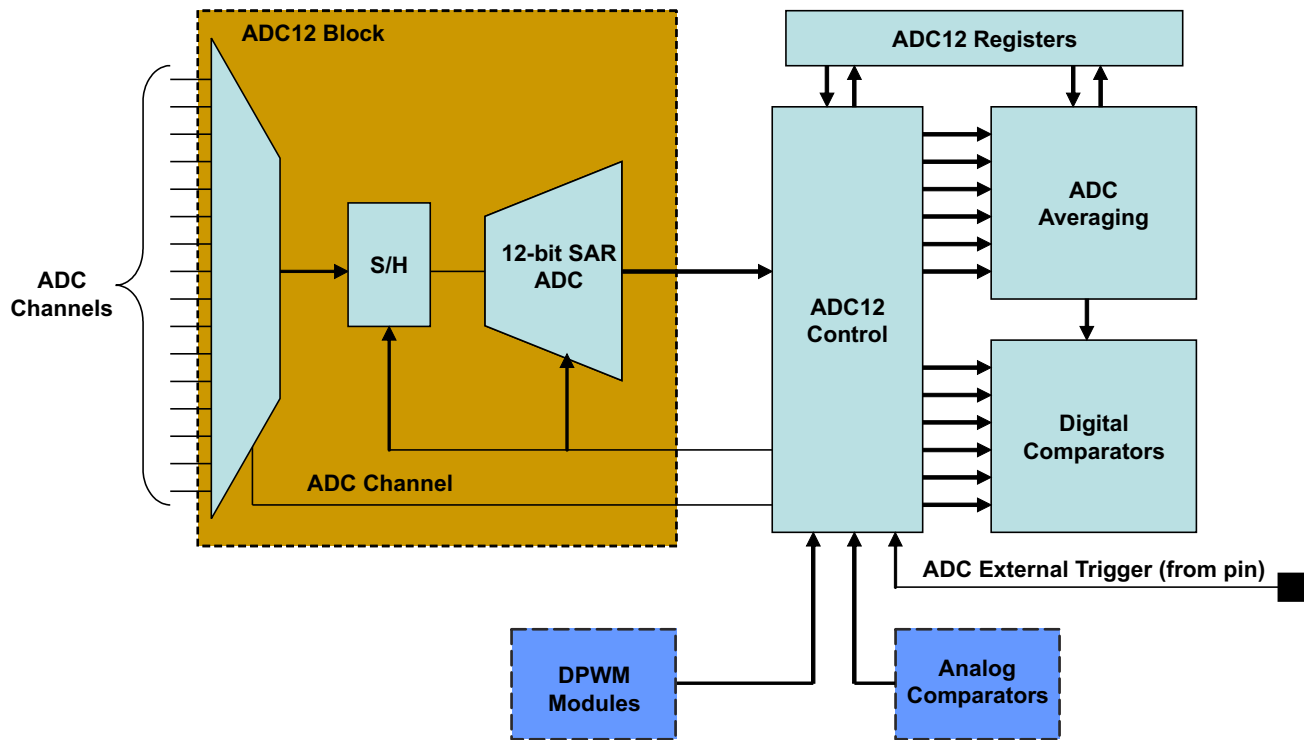 ADC12 Block
ADC12 Registers
ADC
Channels
S/H
12-bit SAR
ADC
ADC12
Control
ADC
Averaging
Digital
Comparators
ADC Channel
ADC External Trigger (from pin)
DPWM
Modules
Analog
Comparators